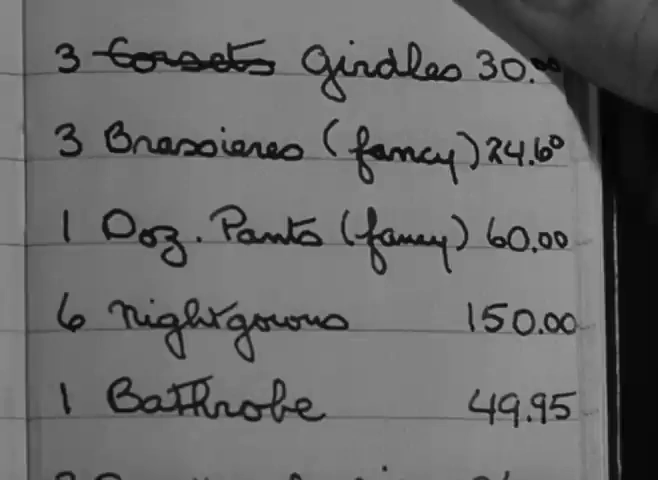 3 Corsets Girdles 30.00
3 Brassieres (fancy) 24.60
1 Doz. Pants (fancy) 60.00
6 Nightgowns 150.00
1 Bathrobe 49.95